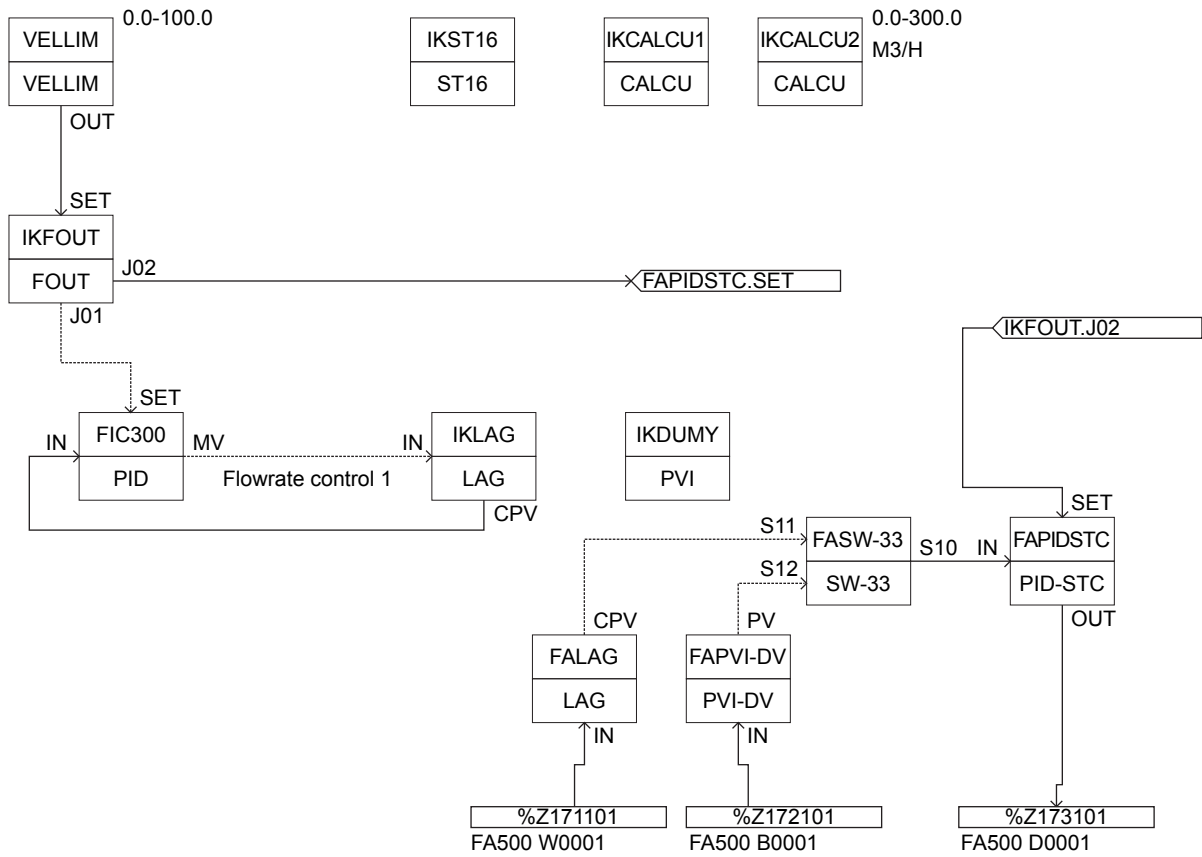 0.0-100.0
0.0-300.0
VELLIM
IKST16
IKCALCU1
IKCALCU2
M3/H
VELLIM
ST16
CALCU
CALCU
OUT
SET
IKFOUT
J02
FOUT
FAPIDSTC.SET
J01
IKFOUT.J02
SET
IN
FIC300
MV
IN
IKLAG
IKDUMY
PID
Flowrate control 1
LAG
PVI
CPV
SET
S11
FASW-33
S10
IN
FAPIDSTC
S12
SW-33
PID-STC
CPV
PV
OUT
FALAG
FAPVI-DV
LAG
PVI-DV
IN
IN
%Z171101
%Z172101
%Z173101
FA500 W0001
FA500 B0001
FA500 D0001